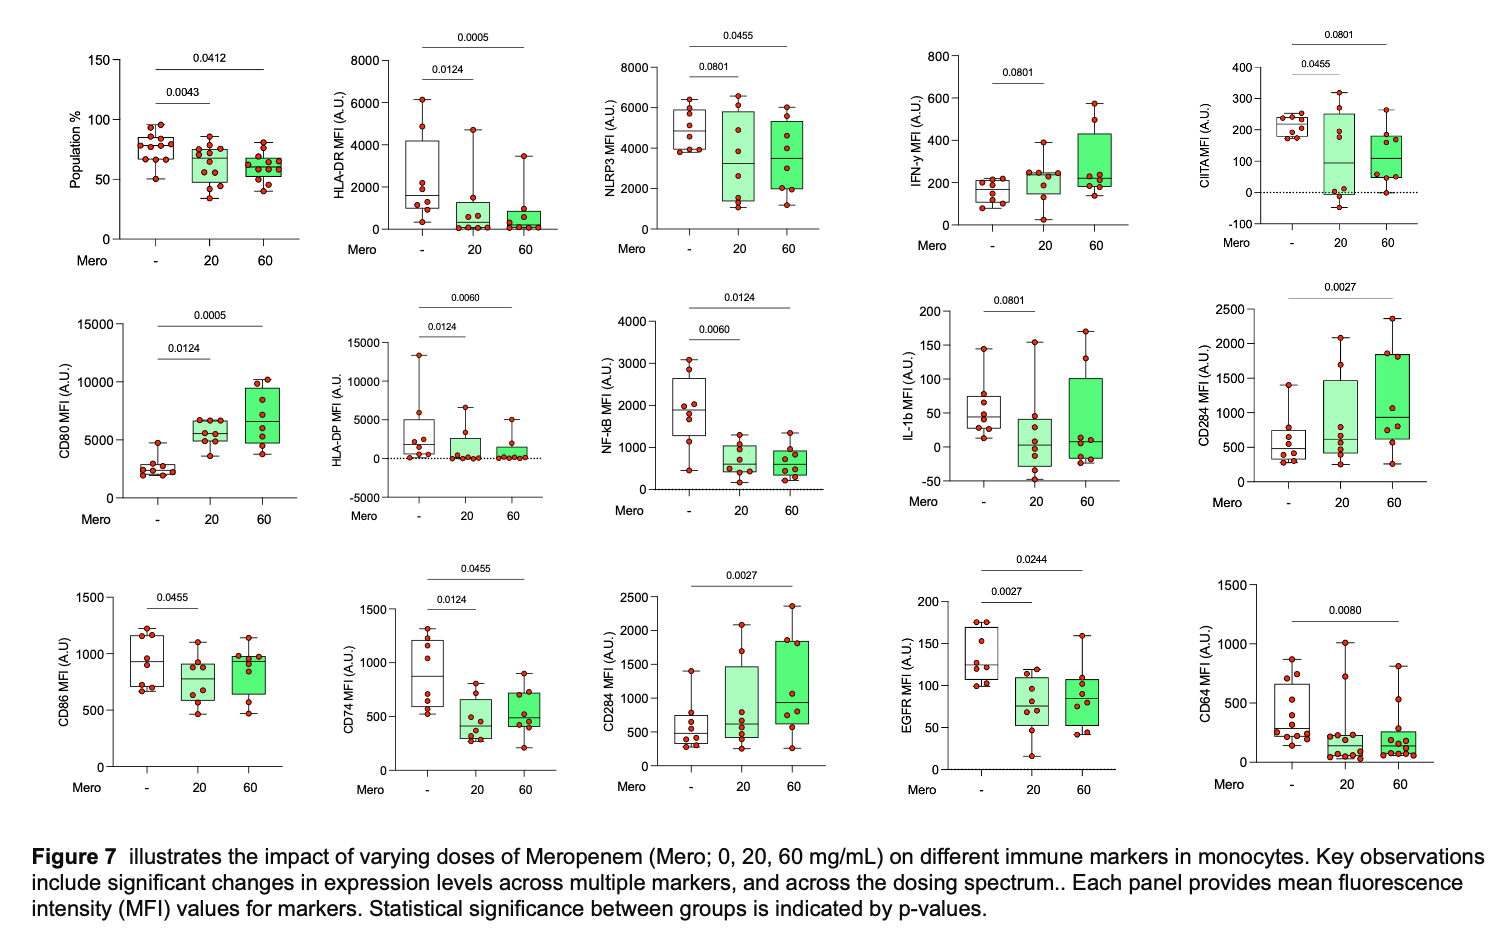 0.0412
0.0043
150
100
50
0
Population %
Mero - 20 60
0.0005
0.0124
8000
6000
4000
2000
0
HLA-DR MFI (A.U.)
Mero - 20 60
0.0455
0.0801
8000
6000
4000
2000
0
NLRP3 MFI (A.U.)
Mero - 20 60
0.0801
800
600
400
200
0
IFN-y MFI (A.U.)
Mero - 20 60
0.0801
0.0455
400
300
200
100
0
-100
CIITA MFI (A.U.)
Mero - 20 60
0.0005
0.0124
15000
10000
5000
0
CD80 MFI (A.U.)
Mero - 20 60
0.0060
0.0124
15000
10000
5000
0
-5000
HLA-DP MFI (A.U.
Mero - 20 60
0.0124
0.0060
4000
3000
2000
1000
0
NF-kB MFI (A.U.)
Mero - 20 60
0.0801
200
150
100
50
0
-50
IL-1b MFI (A.U.)
Mero - 20 60
0.0027
2500
2000
1500
1000
500
0
CD284 MFI (A.U.)
Mero - 20 60
0.0455
1500
1000
500
0
CD86 MFI (A.U)
Mero - 20 60
0.0455
0.0124
1500
1000
500
0
CD74 MFI (A.U.)
Mero - 20 60
0.0027
2500
2000
1500
1000
500
0
CD284 MFI (A.U.)
Mero - 20 60
0.0244
0.0027
200
150
100
50
0
EGFR MFI (A.U.)
Mero - 20 60
0.0080
1500
1000
500
0
CD64 MFI (A.U.)
Mero - 20 60
Figure 7 illustrates the impact of varying doses of Meropenem (Mero; 0, 20, 60 mg/mL) on different immune markers in monocytes. Key observations
include significant changes in expression levels across multiple markers, and across the dosing spectrum.. Each panel provides mean fluorescence
intensity (MFI) values for markers. Statistical significance between groups is indicated by p-values.